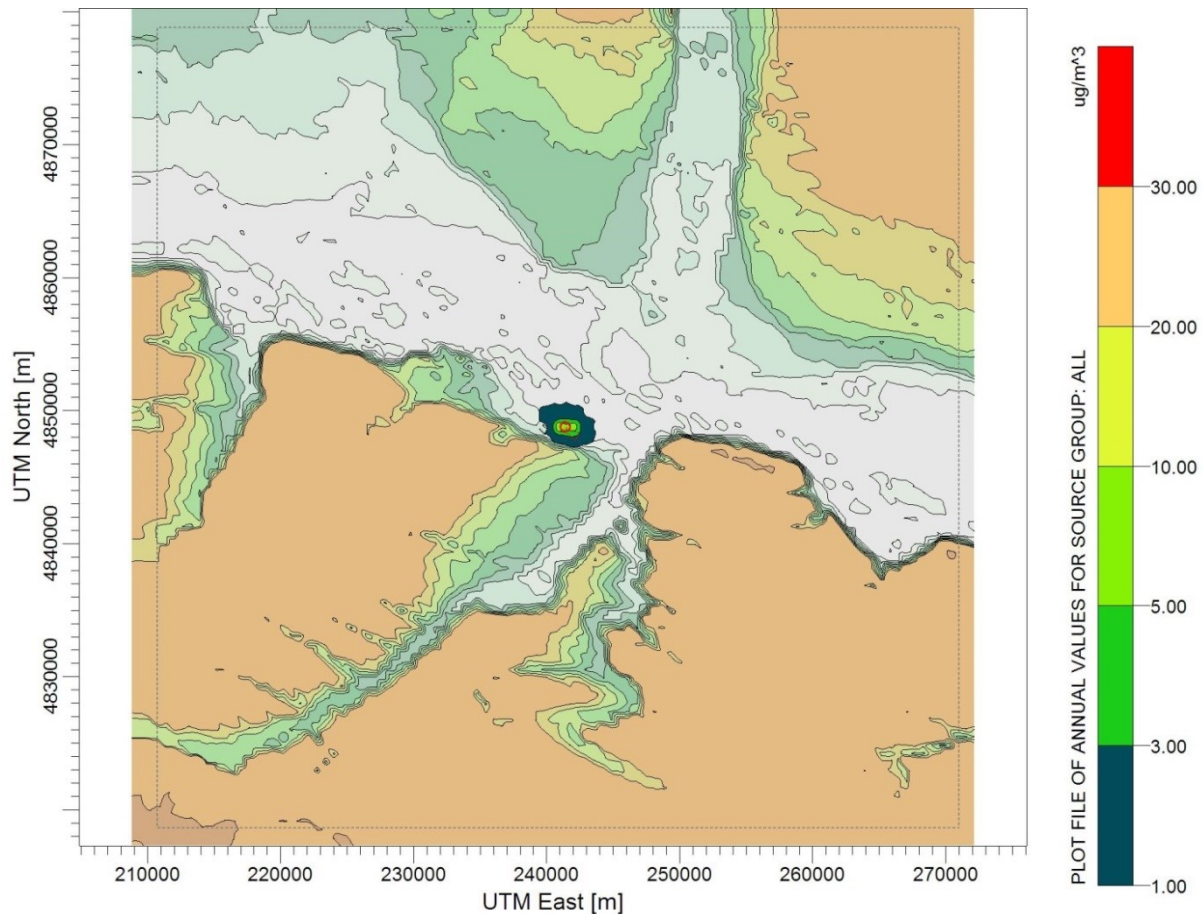 UTM North [m]
4870000
4860000
4850000
4840000
4830000
210000 220000 230000 240000 250000 260000 270000
UTM East [m]
PLOT FILE OF ANNUAL VALUES FOR SOURCE GROUP: ALL
ug/m^3
30.00
20.00
10.00
5.00
3.00
1.00